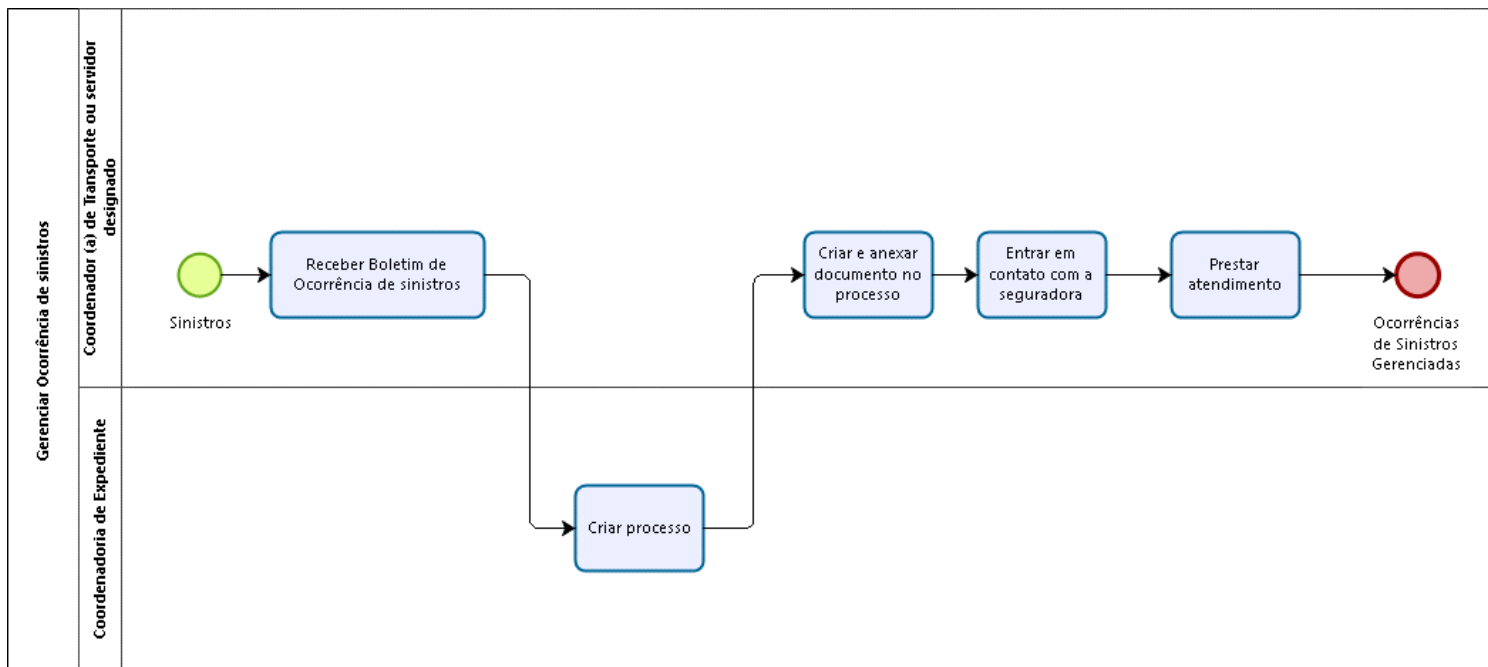 Gerenciar Ocorrência de sinistros
Coordenador (a) de Transporte ou servidor
designado
Sinistros
Receber Boletim de
Ocorrência de sinistros
Criar e anexar
documento no
processo
Entrar em
contato com a
seguradora
Prestar
atendimento
Ocorrências
de Sinistros
Gerenciadas
Coordenadoria de Expediente
Criar processo